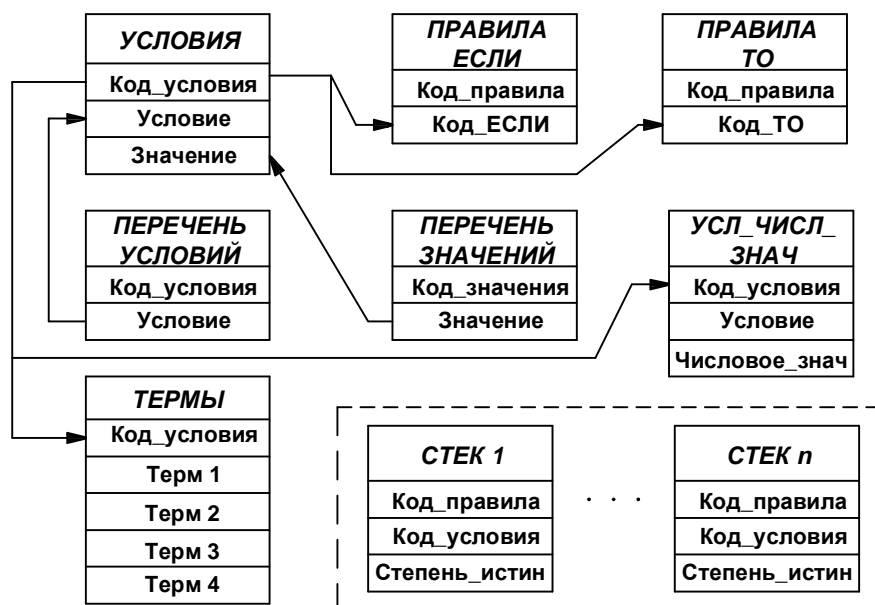 УСЛОВИЯ
Код_условия
Условие
Значение
ПРАВИЛА
ЕСЛИ
Код_правила
Код_ЕСЛИ
ПРАВИЛА
ТО
Код_правила
Код_ТО
ПЕРЕЧЕНЬ
УСЛОВИЙ
Код_условия
Условие
ПЕРЕЧЕНЬ
ЗНАЧЕНИЙ
Код_значения
Значение
УСЛ_ЧИСЛ_
ЗНАЧ
Код_условия
Условие
Числовое_знач
ТЕРМЫ
Код_условия
Терм 1
Терм 2
Терм 3
Терм 4
СТЕК 1
Код_правила
Код_условия
Степень_истин
. . .
СТЕК n
Код_правила
Код_условия
Степень_истин